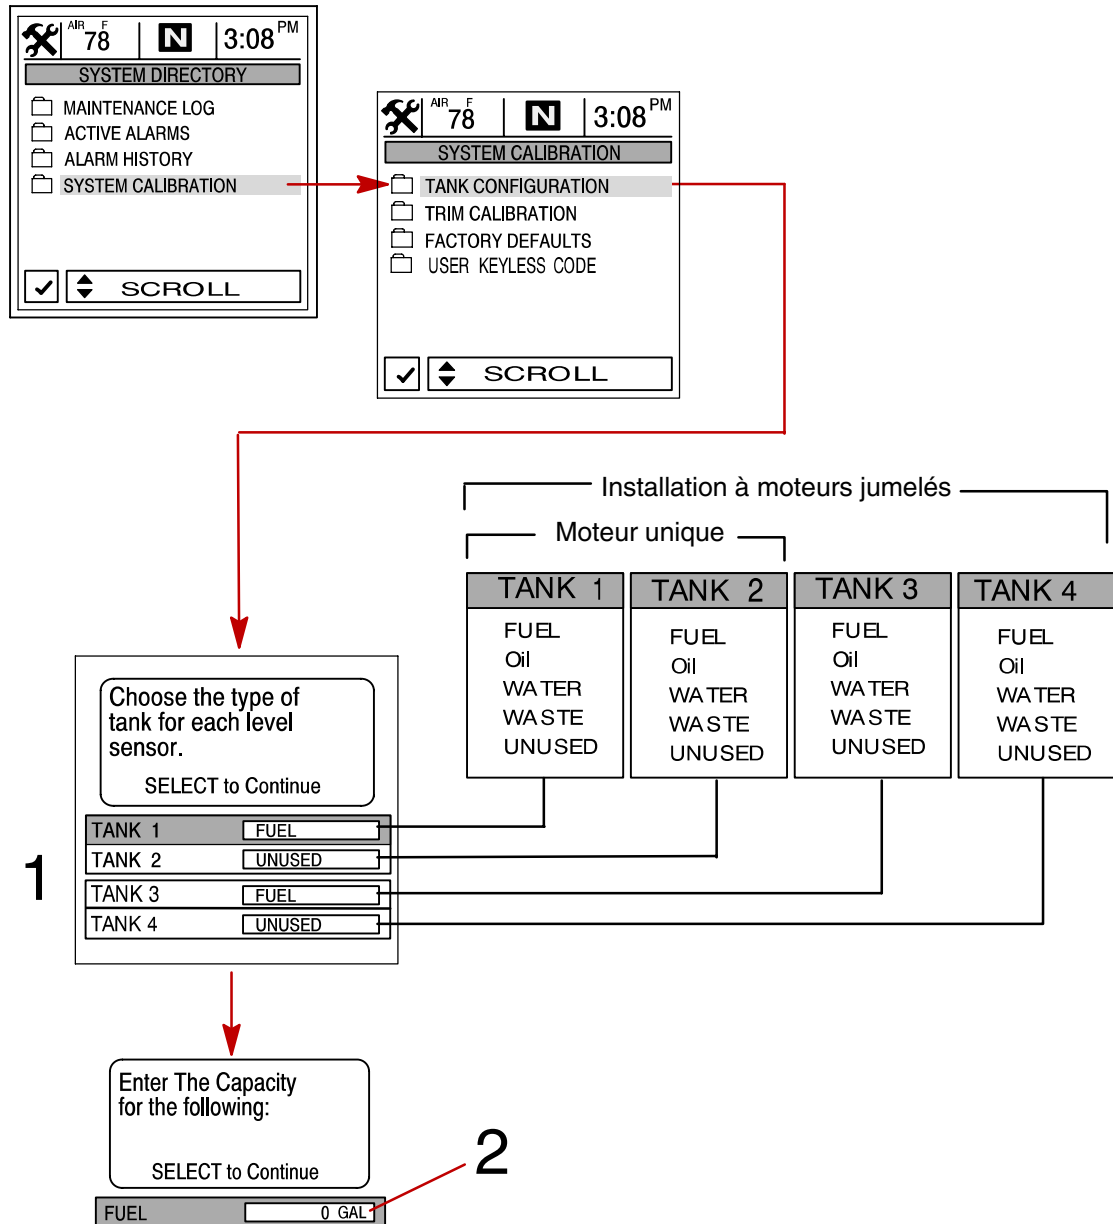 AIR F 78 N 3:08 PM
SYSTEM DIRECTORY
MAINTENANCE LOG
ACTIVE ALARMS
ALARM HISTORY
SYSTEM CALIBRATION
SCROLL
AIR F 78 N 3:08 PM
SYSTEM CALIBRATION
TANK CONFIGURATION
TRIM CALIBRATION
FACTORY DEFAULTS
USER KEYLESS CODE
SCROLL
Installation à moteurs jumelés
Moteur unique
TANK 1
FUEL
Oil
WATER
WASTE
UNUSED
TANK 2
FUEL
Oil
WATER
WASTE
UNUSED
TANK 3
FUEL
Oil
WATER
WASTE
UNUSED
TANK 4
FUEL
Oil
WATER
WASTE
UNUSED
Choose the type of
tank for each level
sensor.
SELECT to Continue
1
TANK 1 FUEL
TANK 2 UNUSED
TANK 3 FUEL
TANK 4 UNUSED
Enter The Capacity
for the following:
SELECT to Continue
2
FUEL 0 GAL